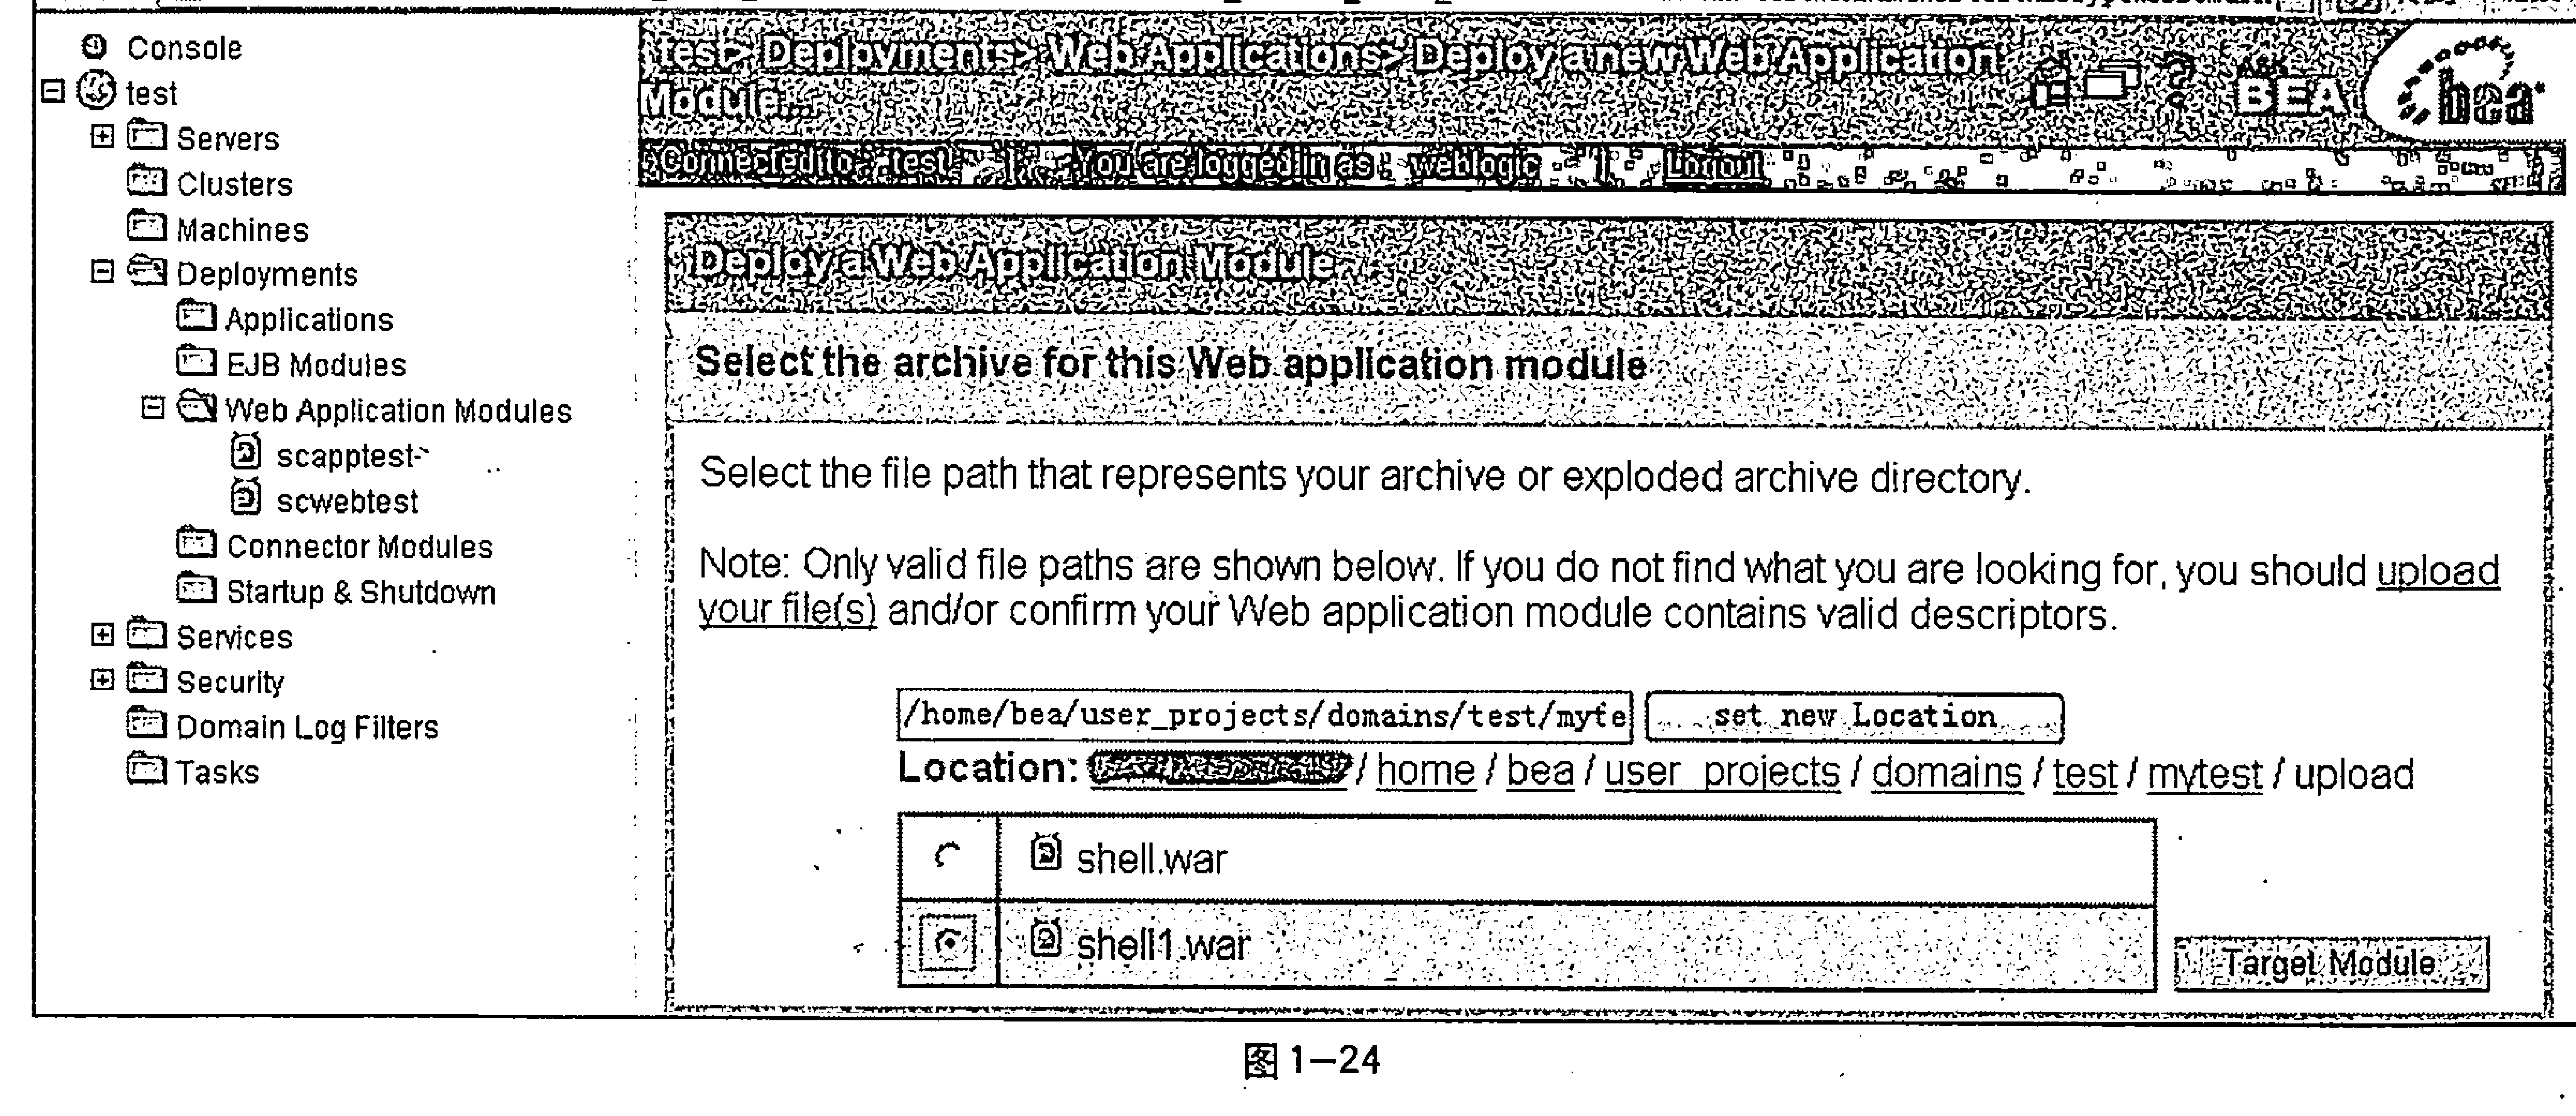 Console
test
Servers
Clusters
Machines
Deployments
Applications
EJB Modules
Web Application Modules
scapptest
scwebtest
Connector Modules
Startup & Shutdown
Services
Security
Domain Log Filters
Tasks
test> Deployments> Web Applications> Deploy a new Web Application
Module...
ASK
BEA
bea
Connected to : test | You are logged in as : weblogic | Logout
Deploy a Web Application Module
Select the archive for this Web application module
Select the file path that represents your archive or exploded archive directory.
Note: Only valid file paths are shown below. If you do not find what you are looking for, you should upload
your file(s) and/or confirm your Web application module contains valid descriptors.
/home/bea/user_projects/domains/test/myte set new Location
Location: / home / bea / user_projects / domains / test / mytest / upload
shell.war
shell1.war
Target Module
图 1-24